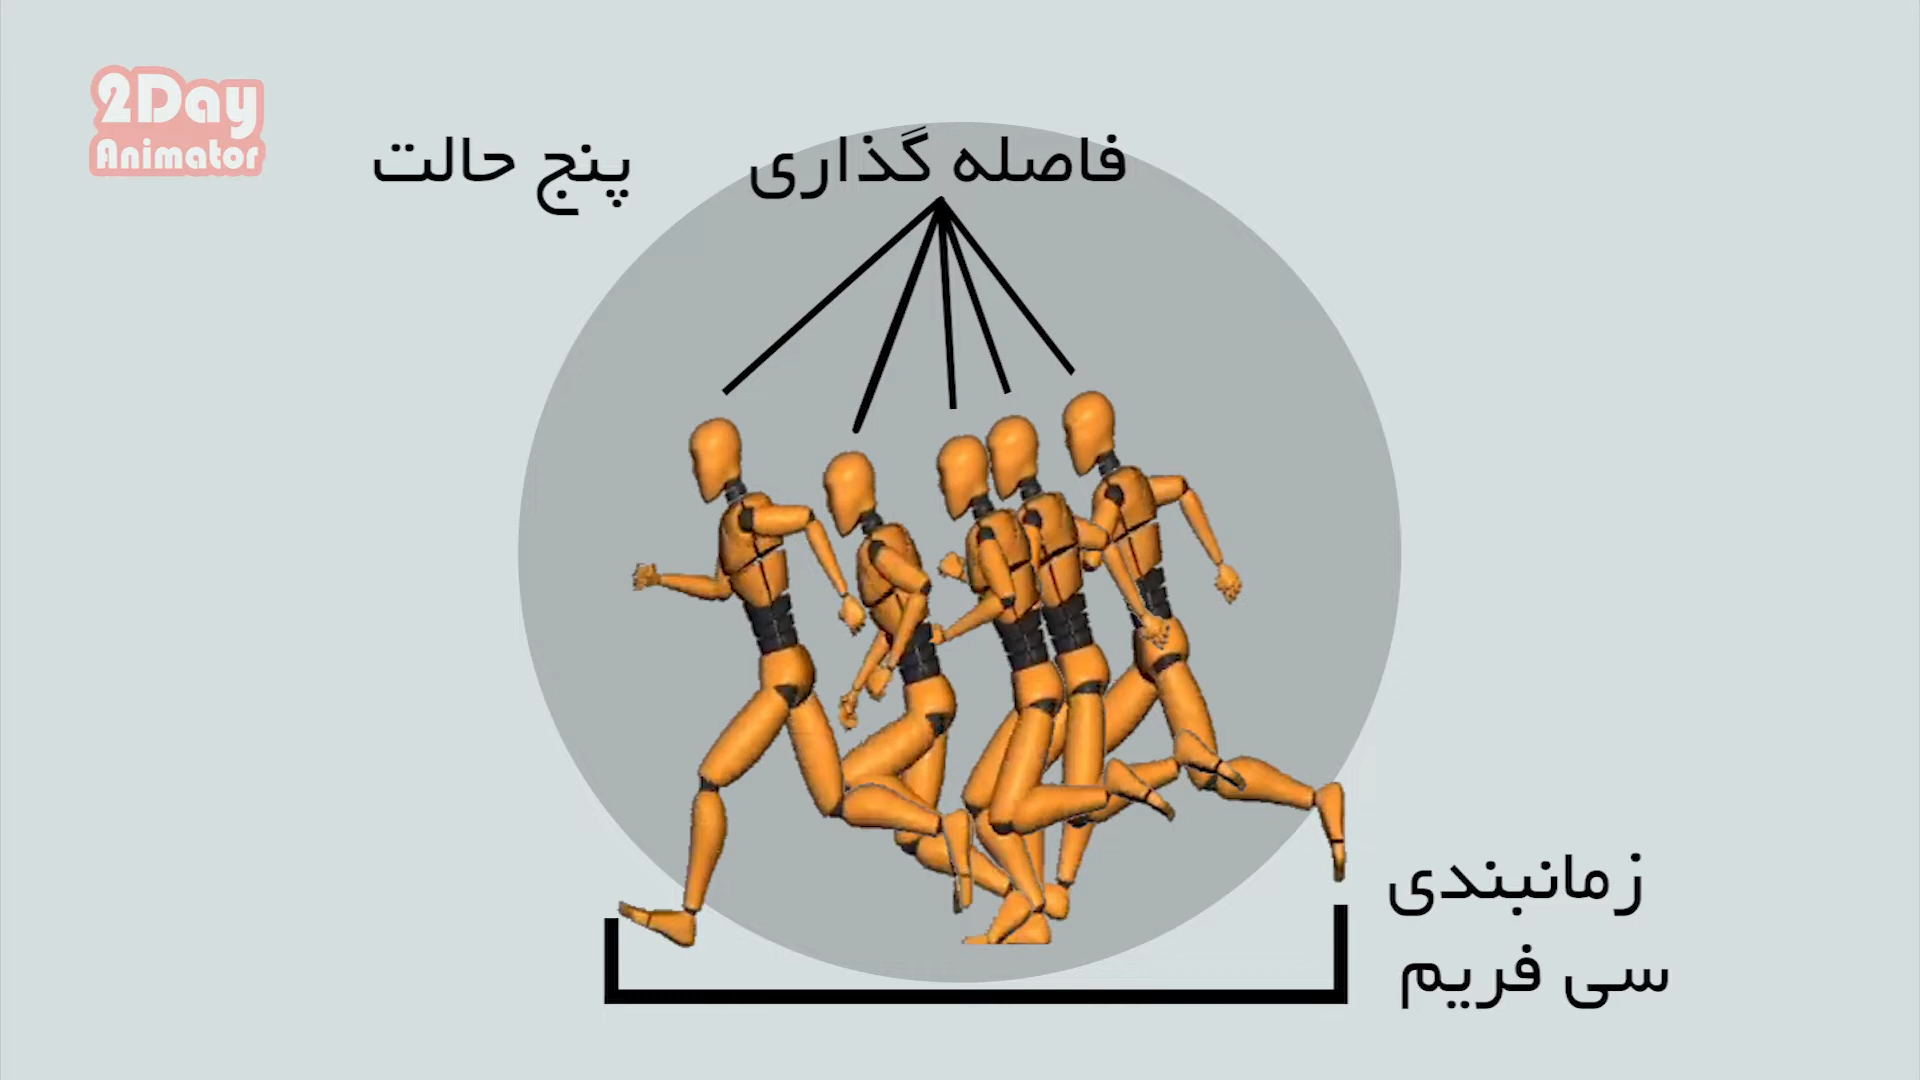 2Day
Animator
فاصله گذاری
پنج حالت
زمانبندی
سی فریم